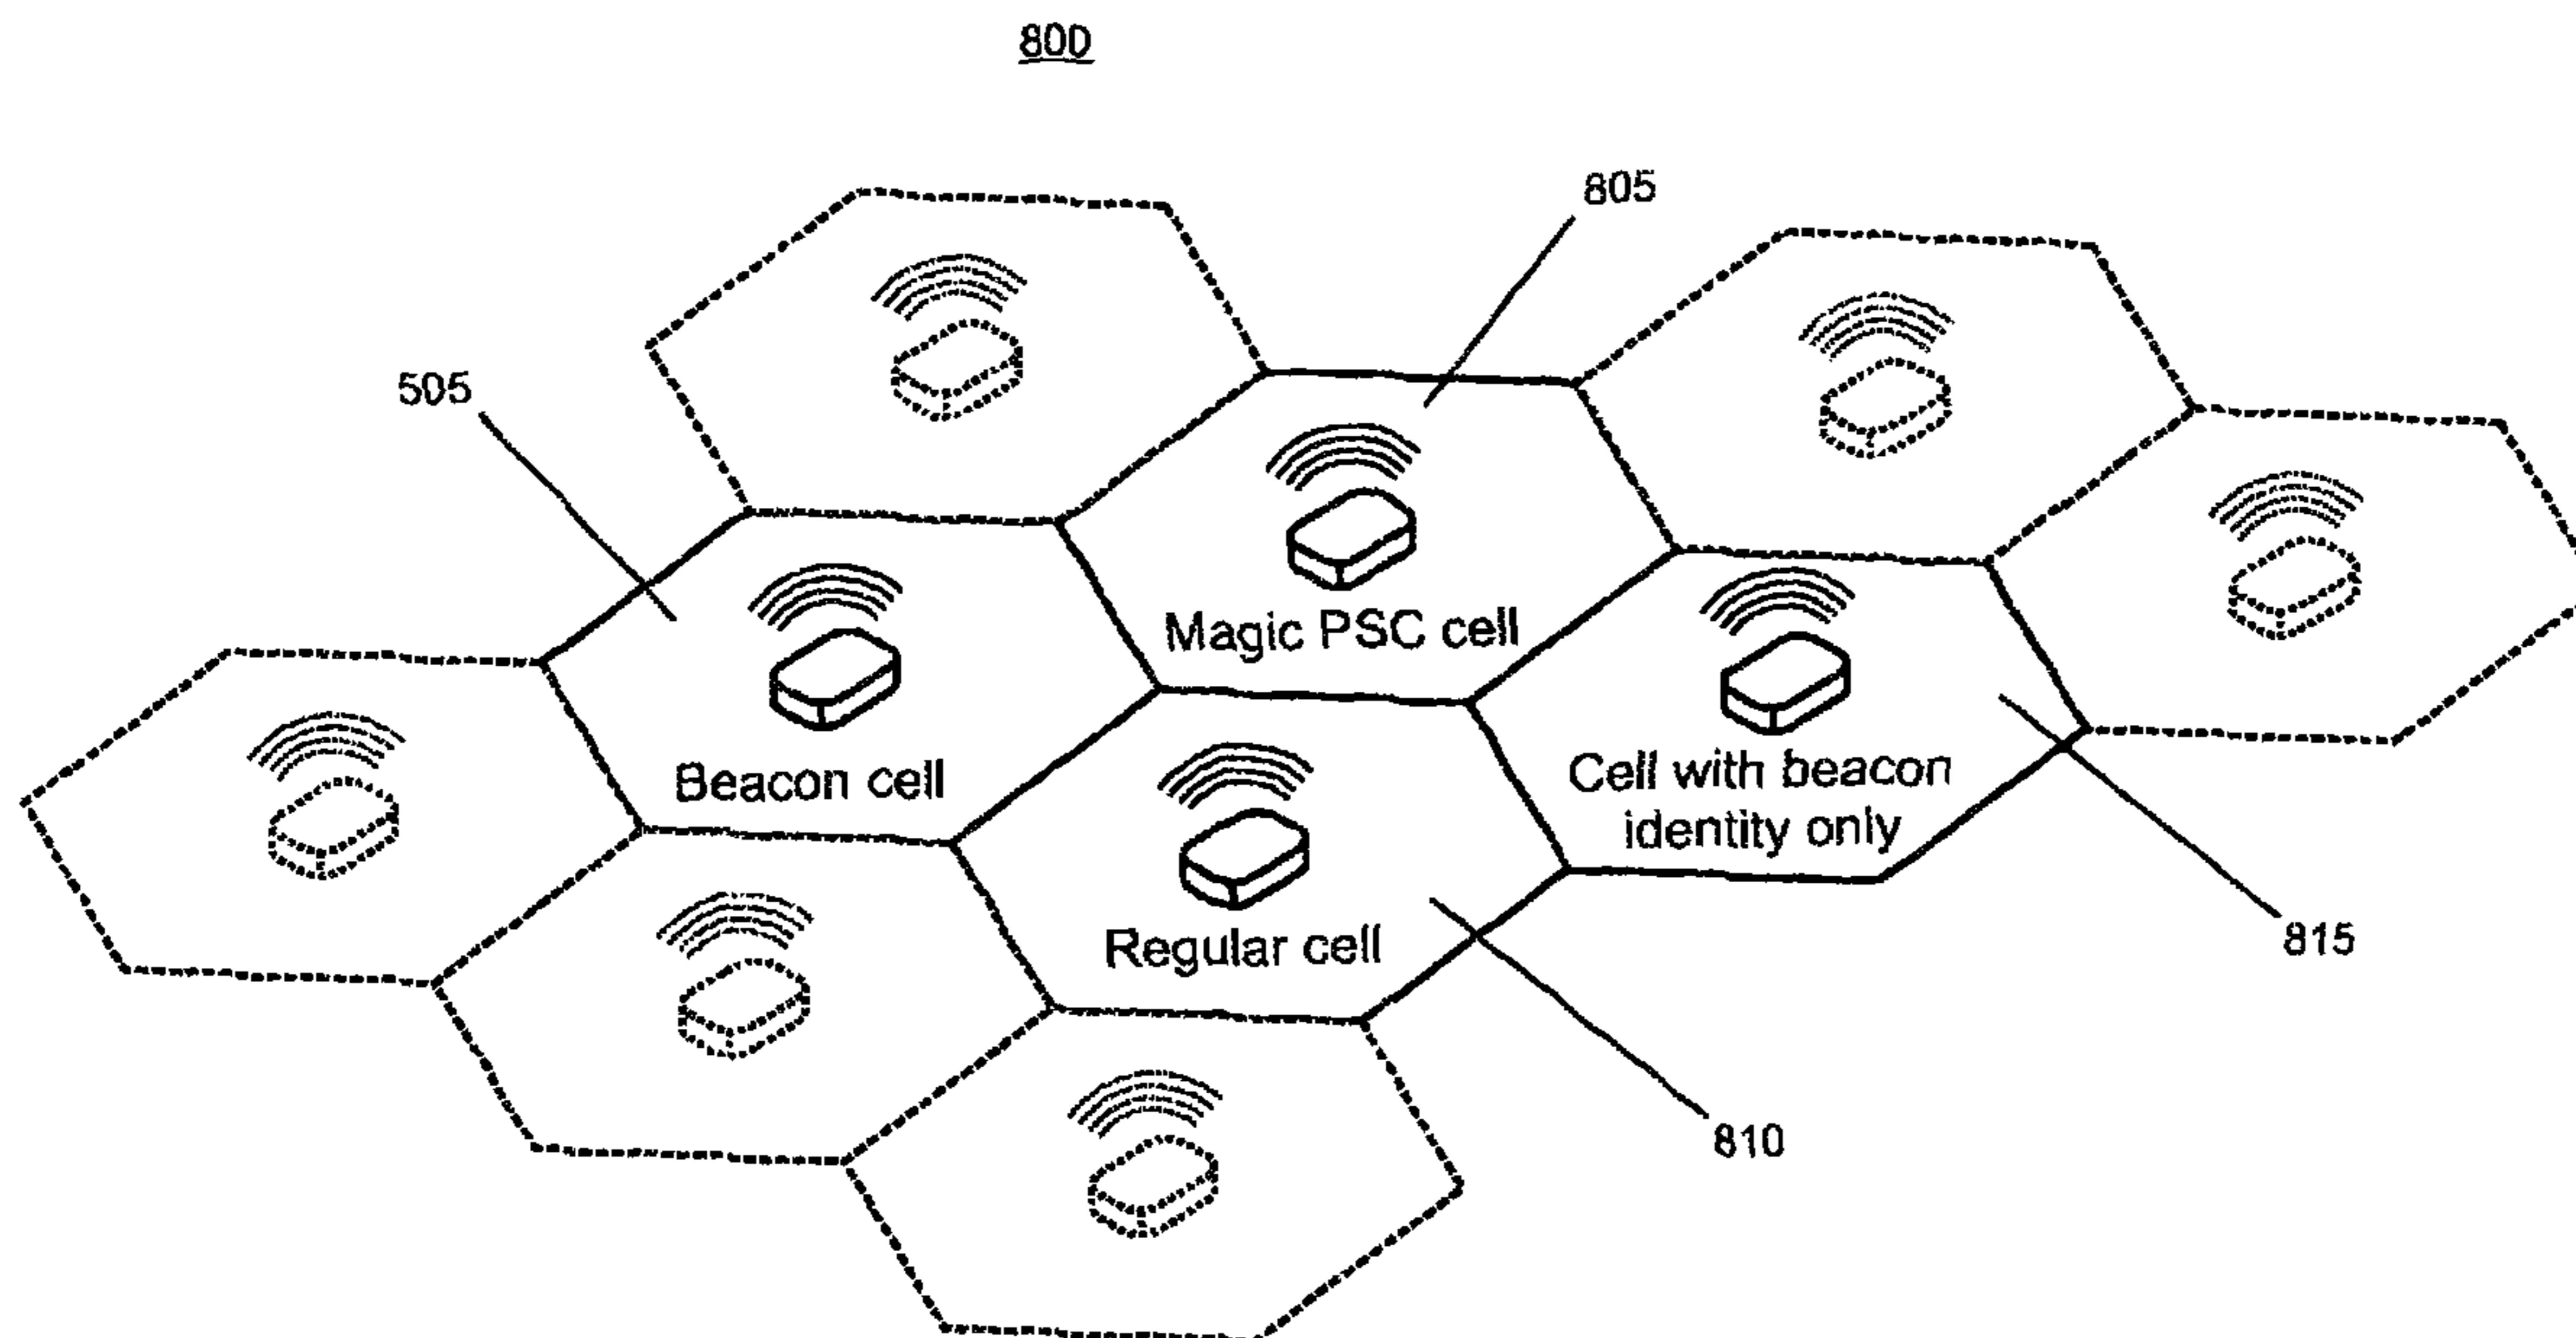 800
805
505
Magic PSC cell
Beacon cell
Cell with beacon
identity only
Regular cell
815
810